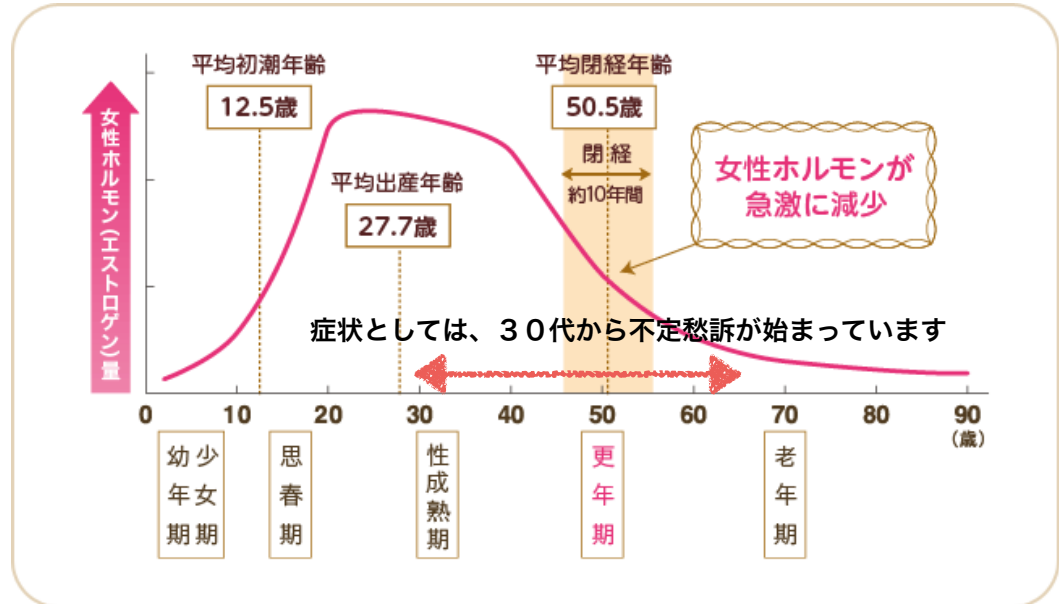 平均初潮年齢
12.5歳
平均閉経年齢
50.5歳
閉経
約10年間
平均出産年齢
27.7歳
女性ホルモンが
急激に減少
女性ホルモン(エストロゲン)量
症状としては、３０代から不定愁訴が始まっています
0 10 20 30 40 50 60 70 80 90
(歳)
少女期
幼年期
思春期
性成熟期
更年期
老年期